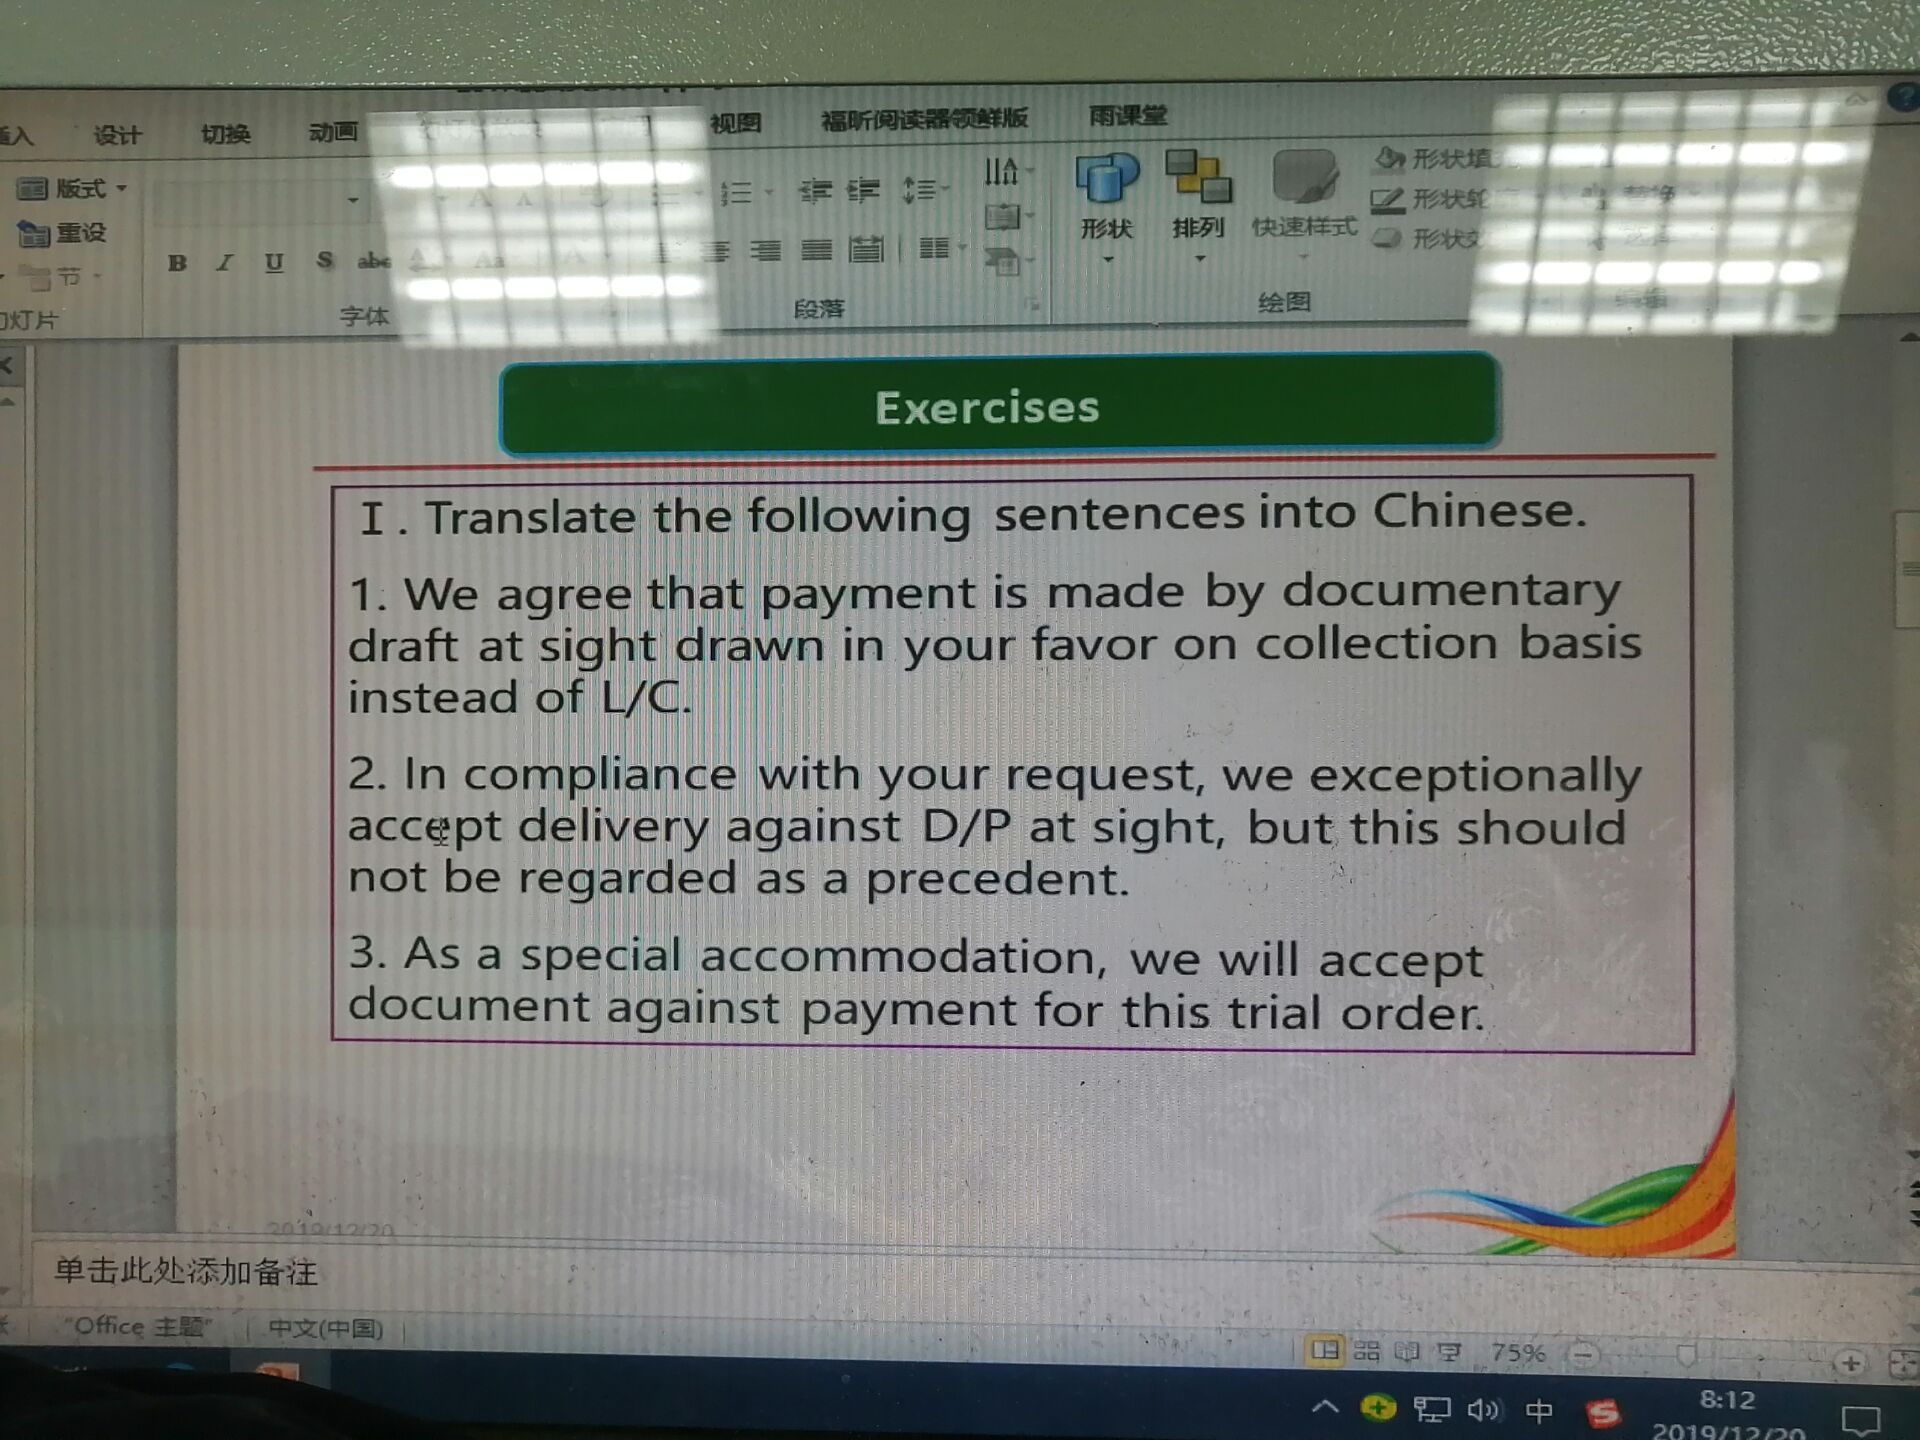 设计 切换 动画 视图 福昕阅读器领鲜版 雨课堂
版式
重设
节
B I U S abc
形状 排列 快速样式
形状填
形状轮
形状效
替换
灯片 字体 段落 绘图
Exercises
I. Translate the following sentences into Chinese.
1. We agree that payment is made by documentary
draft at sight drawn in your favor on collection basis
instead of L/C.
2. In compliance with your request, we exceptionally
accept delivery against D/P at sight, but this should
not be regarded as a precedent.
3. As a special accommodation, we will accept
document against payment for this trial order.
2019/12/20
单击此处添加备注
"Office 主题" 中文(中国)
75%
中
8:12
2019/12/20